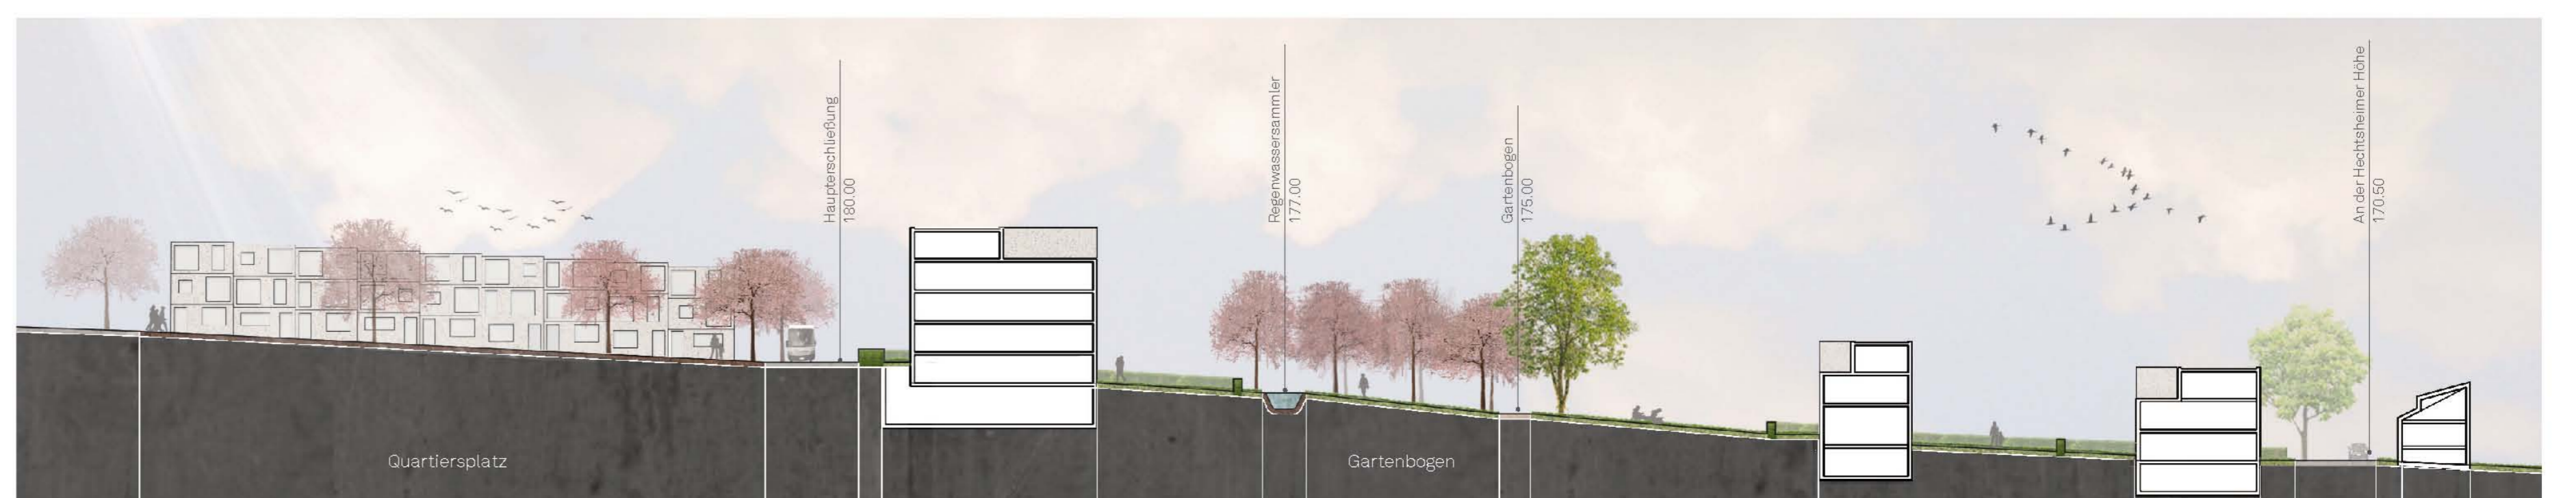 Haupterschließung
180.00
Regenwassersammler
177.00
Gartenbogen
175.00
An der Hechtsheimer Höhe
170.50
Quartiersplatz
Gartenbogen